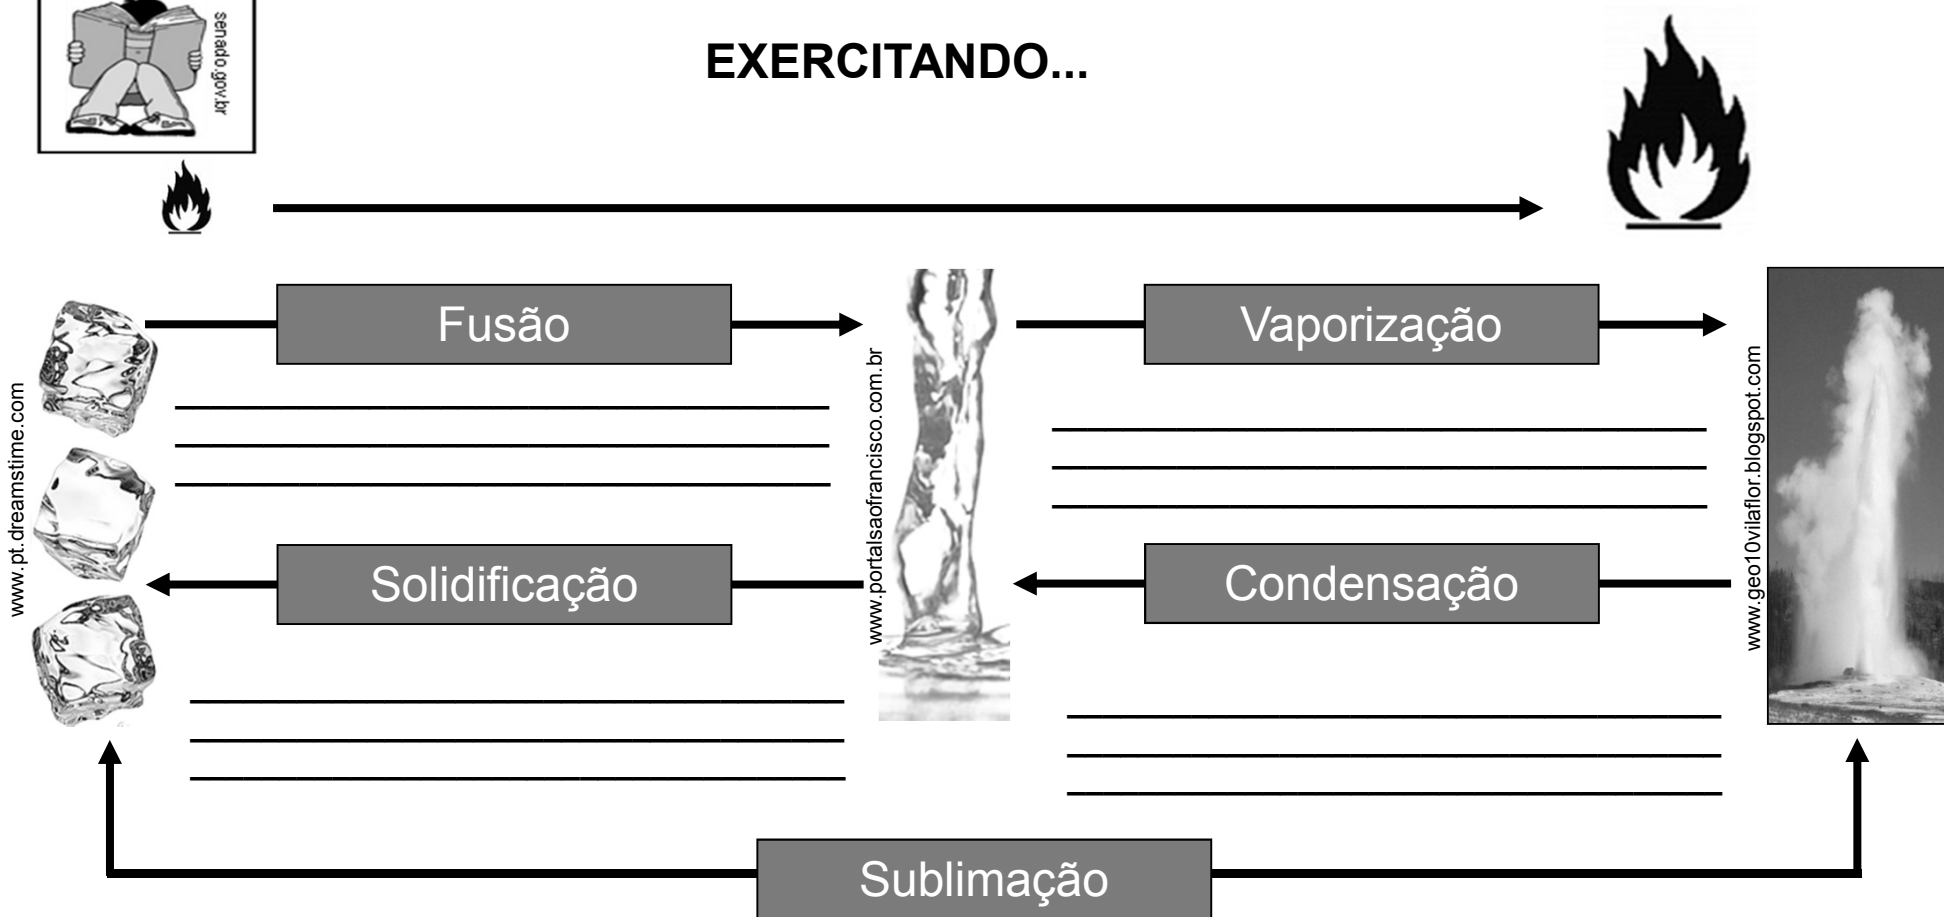 senado.gov.br
EXERCITANDO...
Fusão
Vaporização
www.pt.dreamstime.com
www.portalsaofrancisco.com.br
www.geo10vilaflor.blogspot.com
Solidificação
Condensação
Sublimação